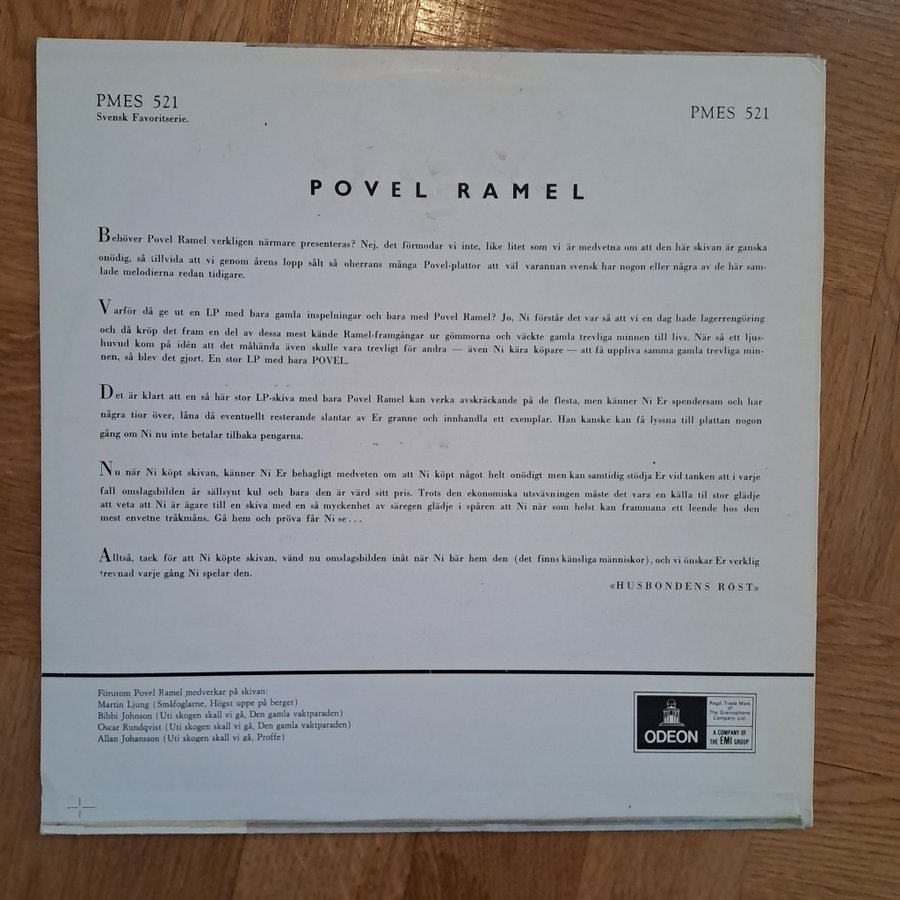 PMES 521
Svensk Favoritserie.
PMES 521
POVEL RAMEL
Behöver Povel Ramel verkligen närmare presenteras? Nej, det förmodar vi inte, like litet som vi är medvetna om att den här skivan är ganska
onödig, så tillvida att vi genom årens lopp sålt så oherrans många Povel-plattor att väl varannan svensk har nogon eller några av de här sam-
lade melodierna redan tidigare.
Varför då ge ut en LP med bara gamla inspelningar och bara med Povel Ramel? Jo, Ni förstår det var så att vi en dag hade lagerrengöring
och då kröp det fram en del av dessa mest kände Ramel-framgångar ur gömmorna och väckte gamla trevliga minnen till livs. När så ett ljus-
huvud kom på idén att det måhända även skulle vara trevligt för andra — även Ni kära köpare — att få uppliva samma gamla trevliga min-
nen, så blev det gjort. En stor LP med bara POVEL.
Det är klart att en så här stor LP-skiva med bara Povel Ramel kan verka avskräckande på de flesta, men känner Ni Er spendersam och har
några tior över, låna då eventuellt resterande slantar av Er granne och innhandla ett exemplar. Han kanske kan få lyssna till plattan nogon
gång om Ni nu inte betalar tilbaka pengarna.
Nu när Ni köpt skivan, känner Ni Er behagligt medveten om att Ni köpt något helt onödigt men kan samtidig stödja Er vid tanken att i varje
fall omslagsbilden år sällsynt kul och bara den är värd sitt pris. Trots den ekonomiska utsvävningen måste det vara en källa til stor glädje
att veta att Ni är ägare till en skiva med en så myckenhet av säregen glädje i spåren att Ni när som helst kan frammana ett leende hos den
mest envetne tråkmåns. Gå hem och pröva får Ni se...
Alltså, tack för att Ni köpte skivan, vänd nu omslagsbilden inåt när Ni bär hem den (det finns känsliga människor), och vi önskar Er verklig
trevnad varje gång Ni spelar den.
«HUSBONDENS RÖST»
Förutom Povel Ramel medverkar på skivan:
Martin Ljung (Småfoglarne, Högst uppe på berget)
Bibbi Johnson (Uti skogen skall vi gå, Den gamla vaktparaden)
Oscar Rundqvist (Uti skogen skall vi gå, Den gamla vaktparaden)
Allan Johansson (Uti skogen skall vi gå, Proffe)
ODEON
Regd Trade Mark
of
The Gramophone
Company Ltd.
A COMPANY OF
THE EMI GROUP